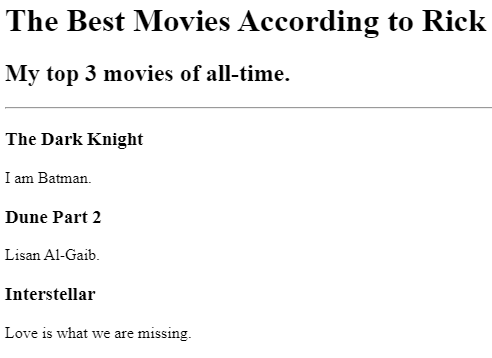 The Best Movies According to Rick
My top 3 movies of all-time.
The Dark Knight
I am Batman.
Dune Part 2
Lisan Al-Gaib.
Interstellar
Love is what we are missing.